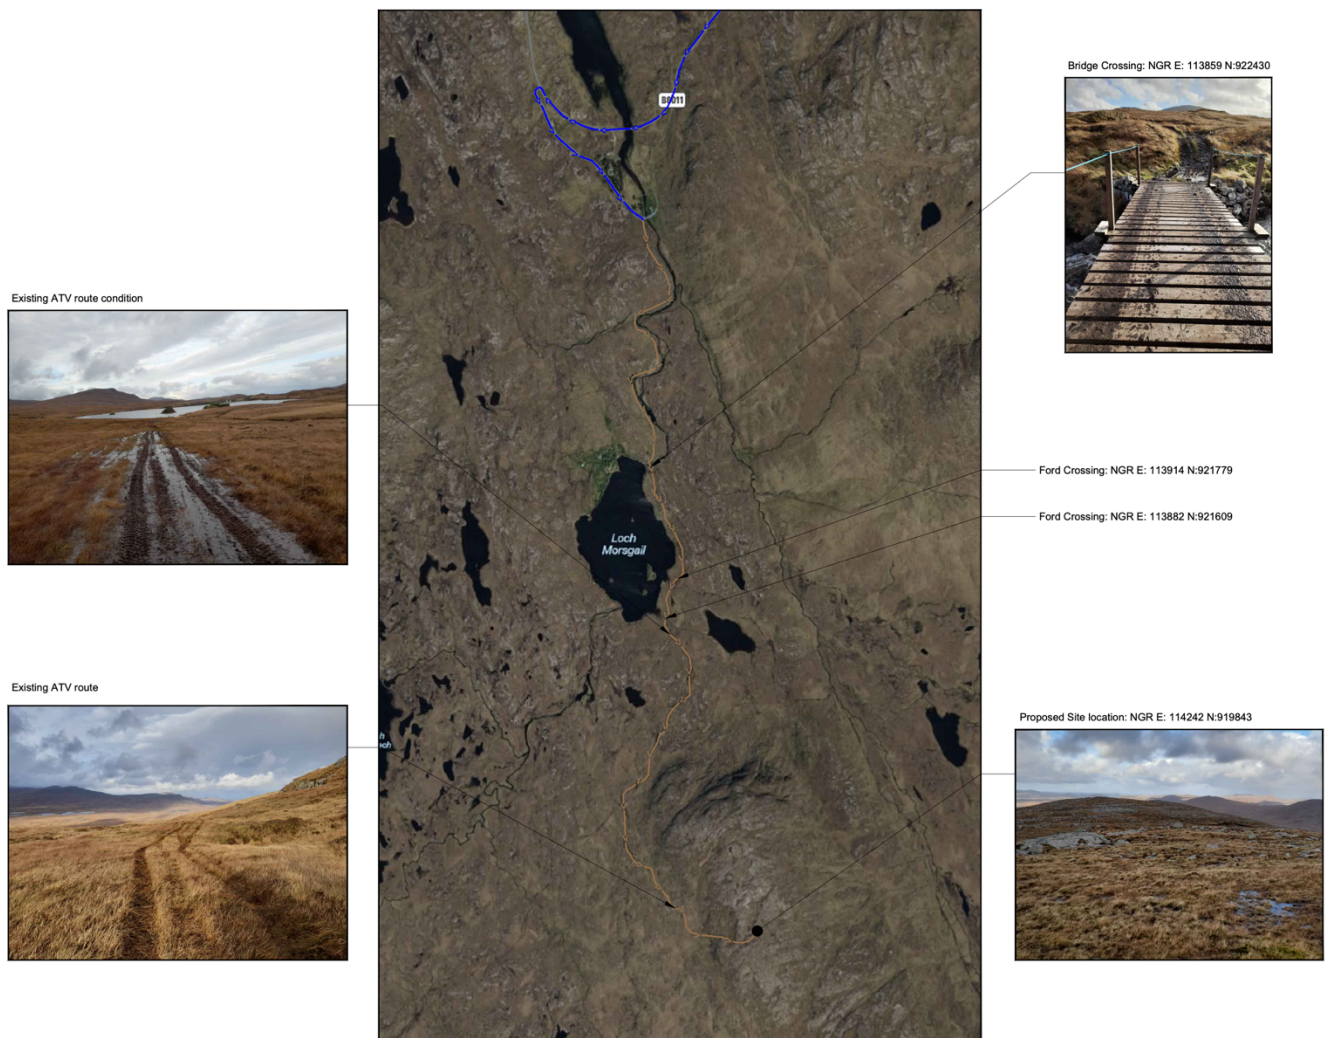 Bridge Crossing: NGR E: 113859 N:922430
B8011
Existing ATV route condition
Ford Crossing: NGR E: 113914 N:921779
Ford Crossing: NGR E: 113882 N:921609
Loch
Morsgail
Existing ATV route
Proposed Site location: NGR E: 114242 N:919843